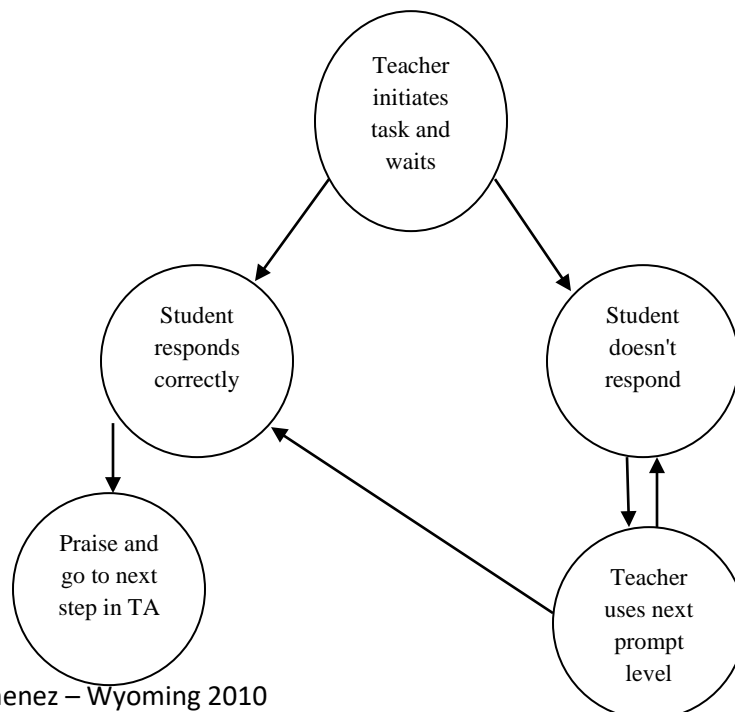 Teacher
initiates
task and
waits
Student
responds
correctly
Student
doesn't
respond
Praise and
go to next
step in TA
Teacher
uses next
prompt
level
– Wyoming 2010